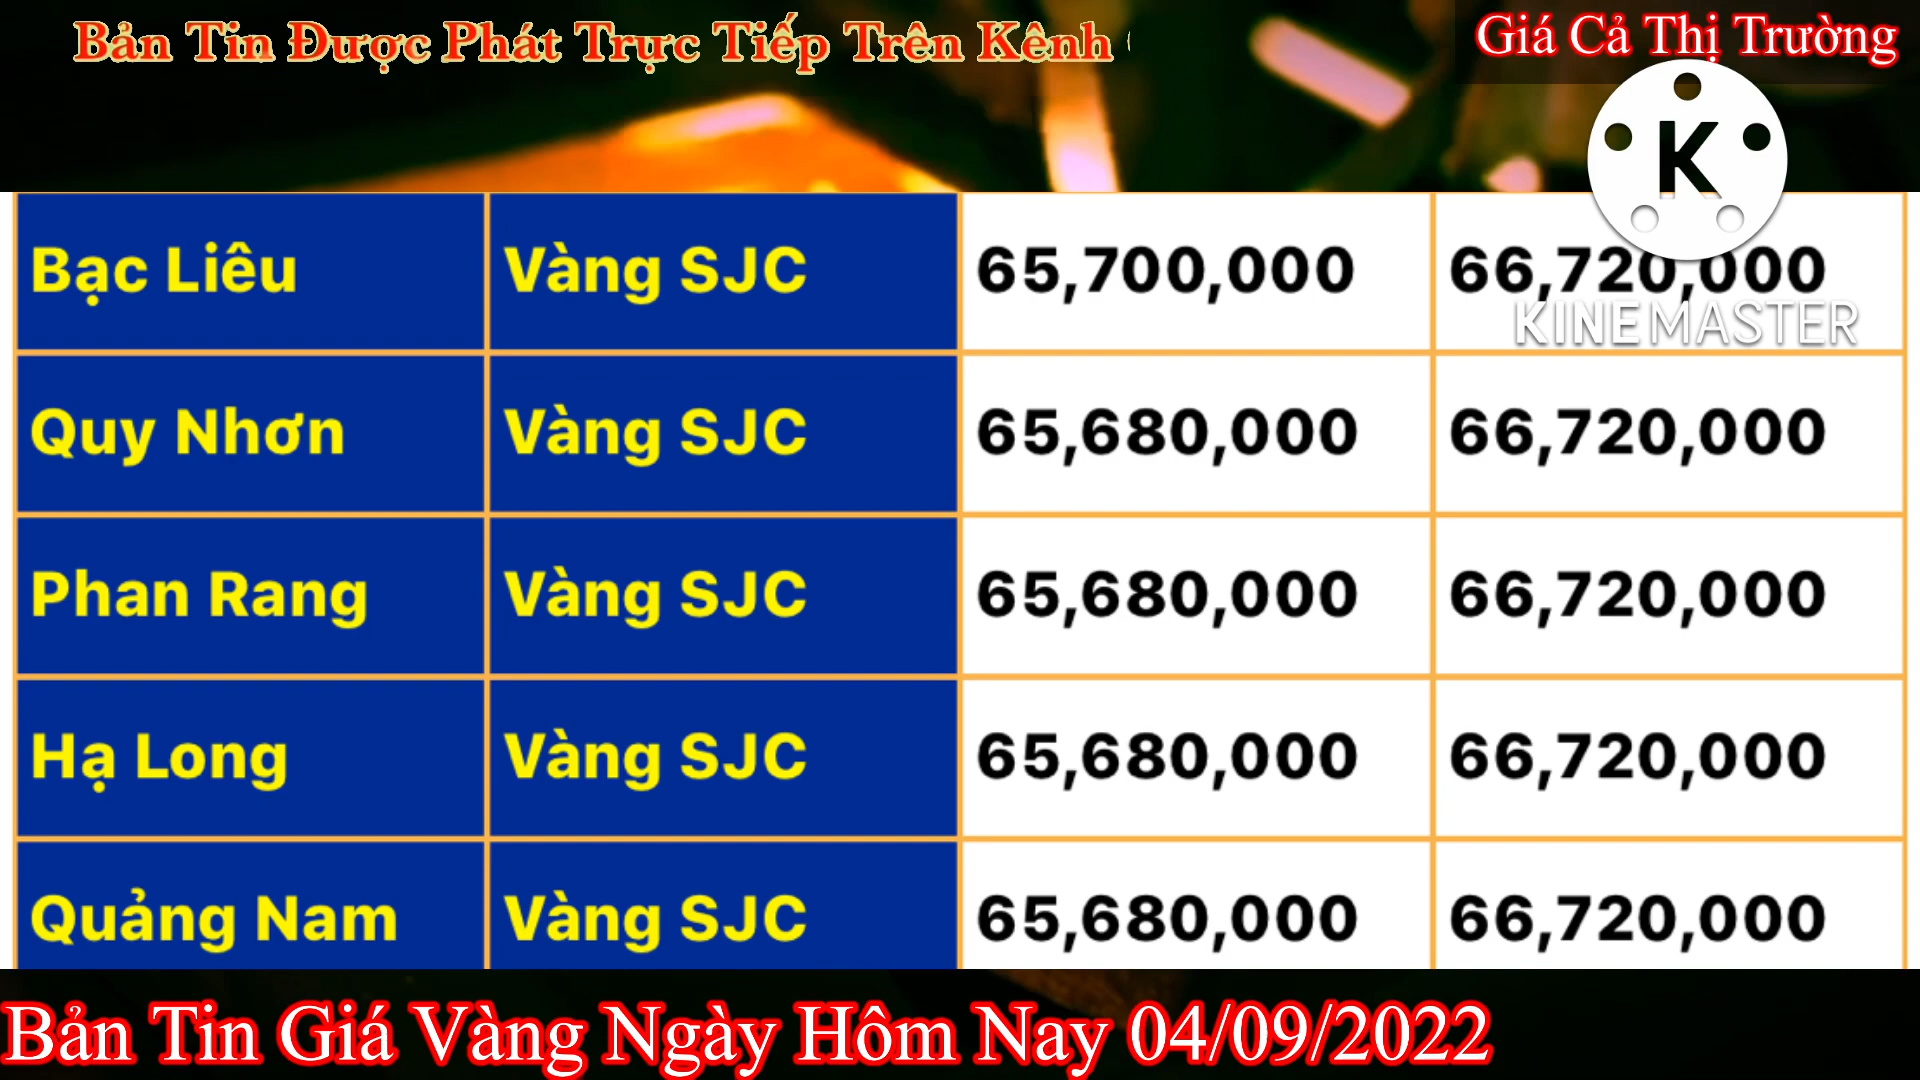 Bản Tin Được Phát Trực Tiếp Trên Kênh
Giá Cả Thị Trường
K
KINEMASTER
Bạc Liêu Vàng SJC 65,700,000 66,720,000
Quy Nhơn Vàng SJC 65,680,000 66,720,000
Phan Rang Vàng SJC 65,680,000 66,720,000
Hạ Long Vàng SJC 65,680,000 66,720,000
Quảng Nam Vàng SJC 65,680,000 66,720,000
Bản Tin Giá Vàng Ngày Hôm Nay 04/09/2022